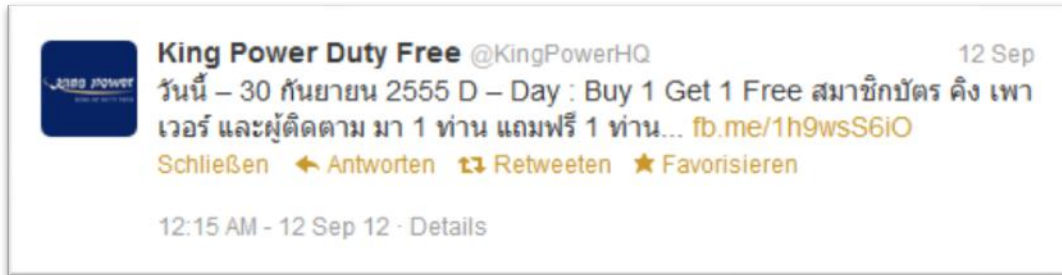 King Power Duty Free @KingPowerHQ 12 Sep
วันนี้ – 30 กันยายน 2555 D – Day : Buy 1 Get 1 Free สมาชิกบัตร คิง เพา
เวอร์ และผู้ติดตาม มา 1 ท่าน แถมฟรี 1 ท่าน... fb.me/1h9wsS6iO
Schließen Antworten Retweeten Favorisieren
12:15 AM - 12 Sep 12 · Details